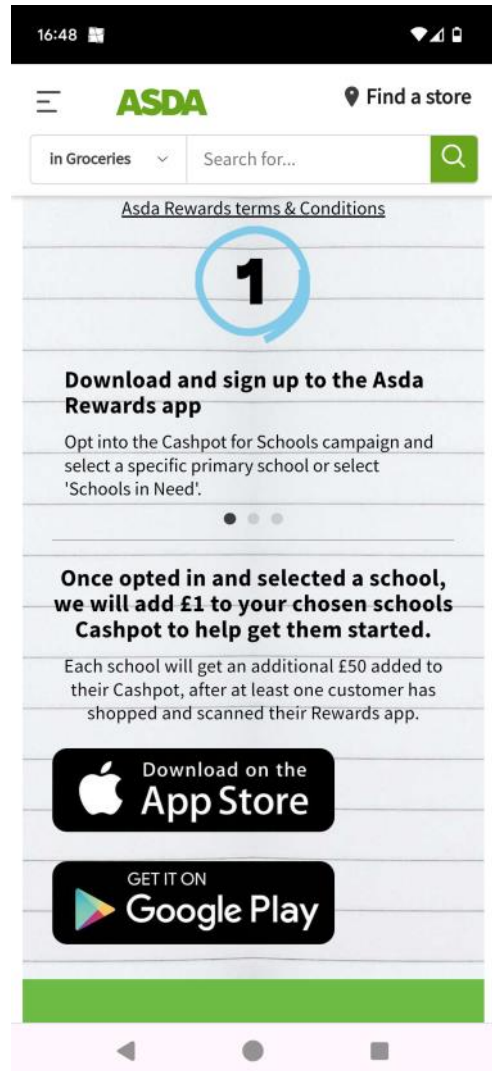 16:48
ASDA
Find a store
in Groceries
Search for...
Asda Rewards terms & Conditions
1
Download and sign up to the Asda
Rewards app
Opt into the Cashpot for Schools campaign and
select a specific primary school or select
'Schools in Need'.
Once opted in and selected a school,
we will add £1 to your chosen schools
Cashpot to help get them started.
Each school will get an additional £50 added to
their Cashpot, after at least one customer has
shopped and scanned their Rewards app.
Download on the
App Store
GET IT ON
Google Play